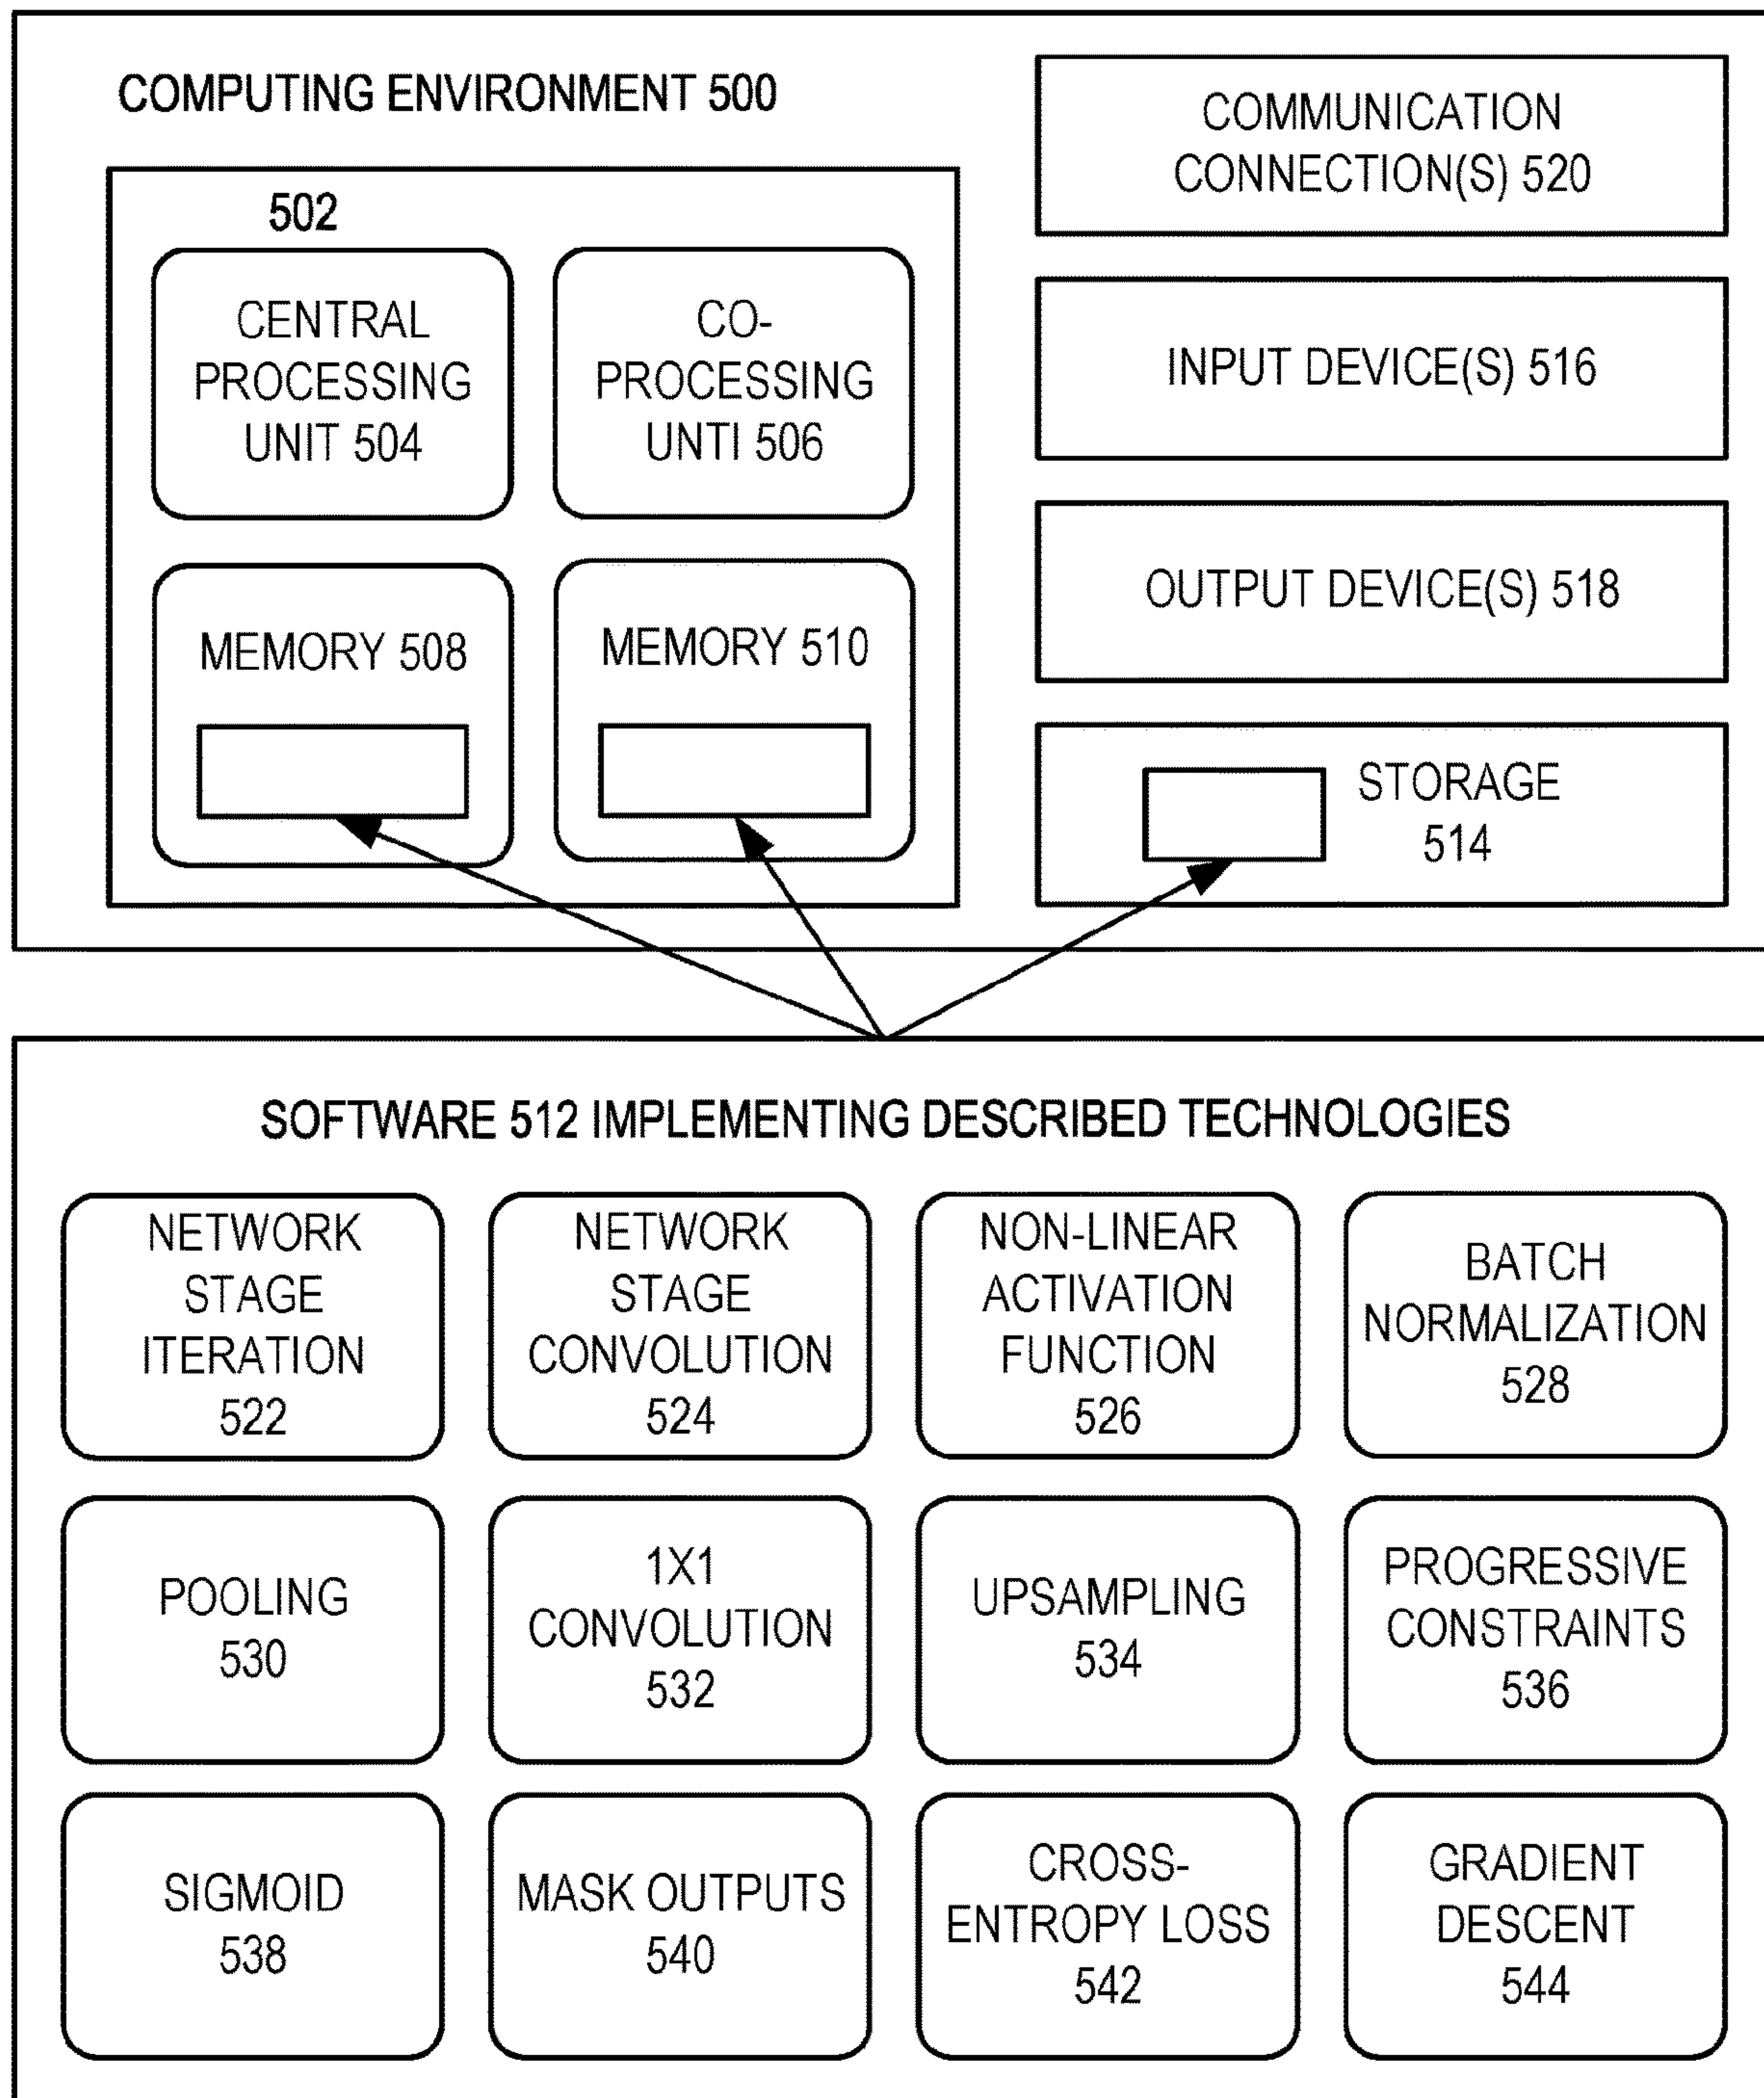 COMPUTING ENVIRONMENT 500
502
CENTRAL
PROCESSING
UNIT 504
CO-
PROCESSING
UNTI 506
MEMORY 508
MEMORY 510
COMMUNICATION
CONNECTION(S) 520
INPUT DEVICE(S) 516
OUTPUT DEVICE(S) 518
STORAGE
514
SOFTWARE 512 IMPLEMENTING DESCRIBED TECHNOLOGIES
NETWORK
STAGE
ITERATION
522
NETWORK
STAGE
CONVOLUTION
524
NON-LINEAR
ACTIVATION
FUNCTION
526
BATCH
NORMALIZATION
528
POOLING
530
1X1
CONVOLUTION
532
UPSAMPLING
534
PROGRESSIVE
CONSTRAINTS
536
SIGMOID
538
MASK OUTPUTS
540
CROSS-
ENTROPY LOSS
542
GRADIENT
DESCENT
544